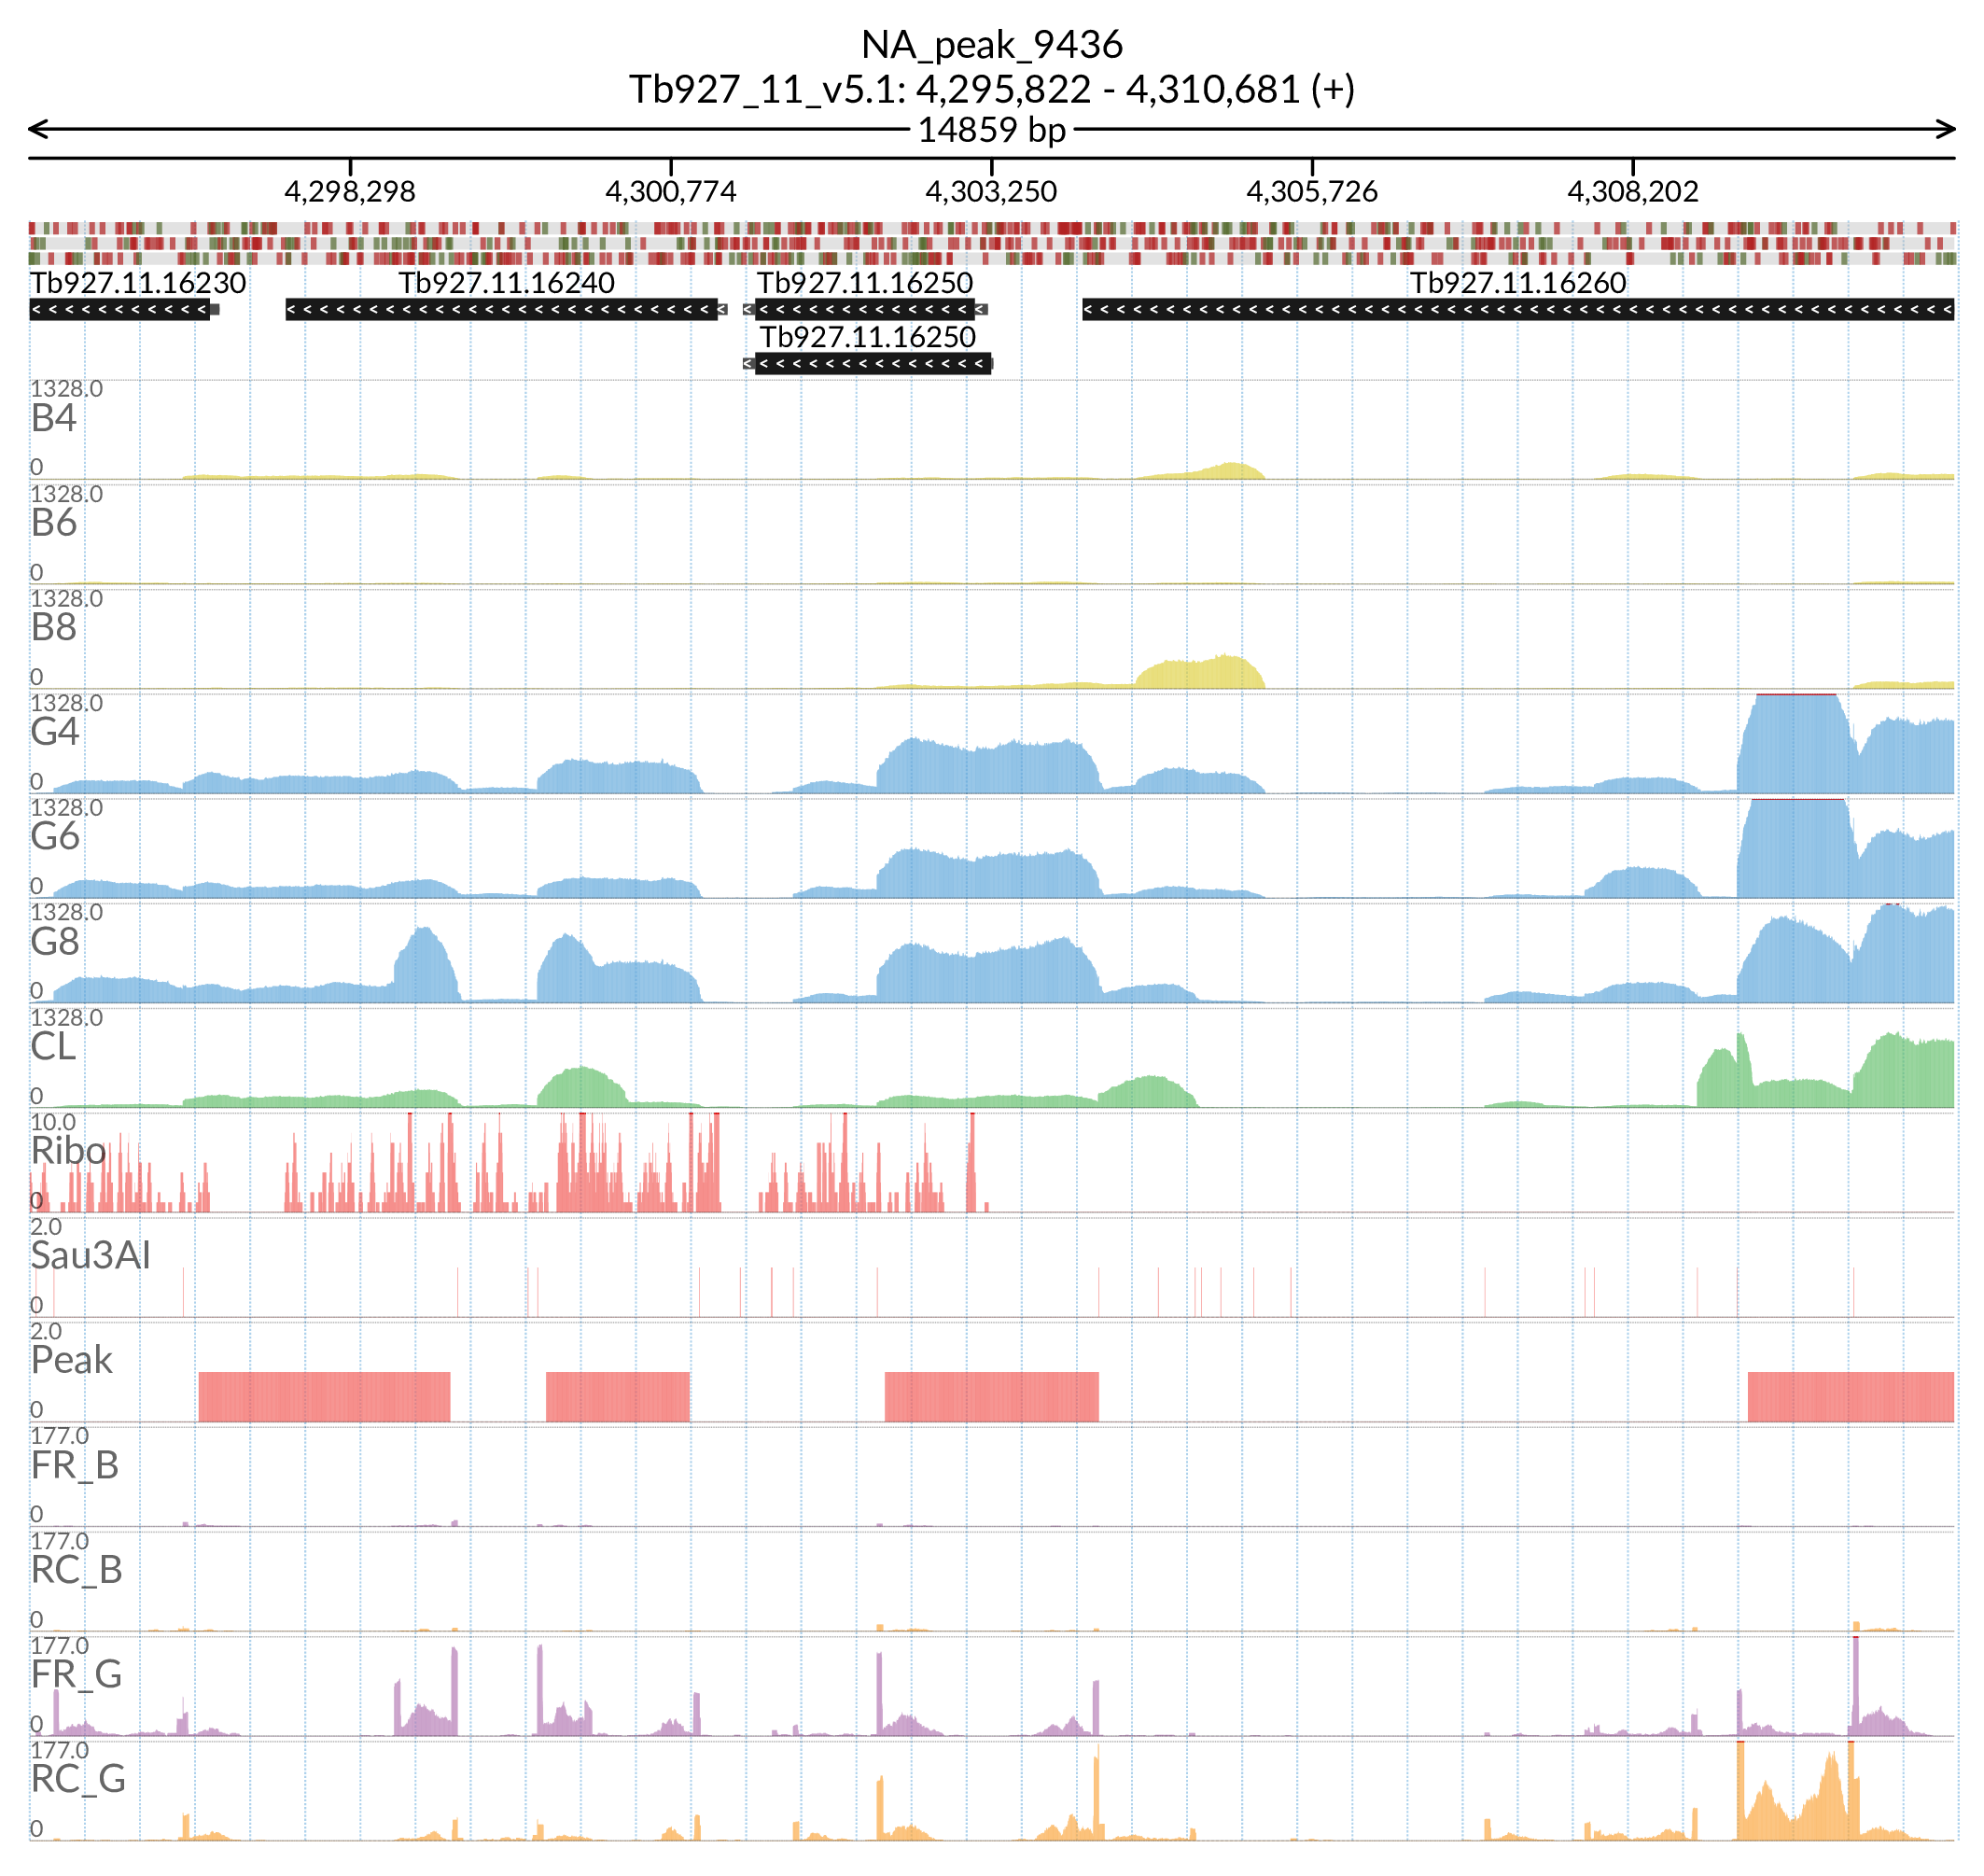 NA_peak_9436
Tb927_11_v5.1: 4,295,822 - 4,310,681 (+)
14859 bp
4,298,298 4,300,774 4,303,250 4,305,726 4,308,202
Tb927.11.16230 Tb927.11.16240 Tb927.11.16250 Tb927.11.16260
Tb927.11.16250
1328.0
B4
0
1328.0
B6
0
1328.0
B8
0
1328.0
G4
0
1328.0
G6
0
1328.0
G8
0
1328.0
CL
0
10.0
Ribo
0
2.0
Sau3AI
0
2.0
Peak
0
177.0
FR_B
0
177.0
RC_B
0
177.0
FR_G
0
177.0
RC_G
0